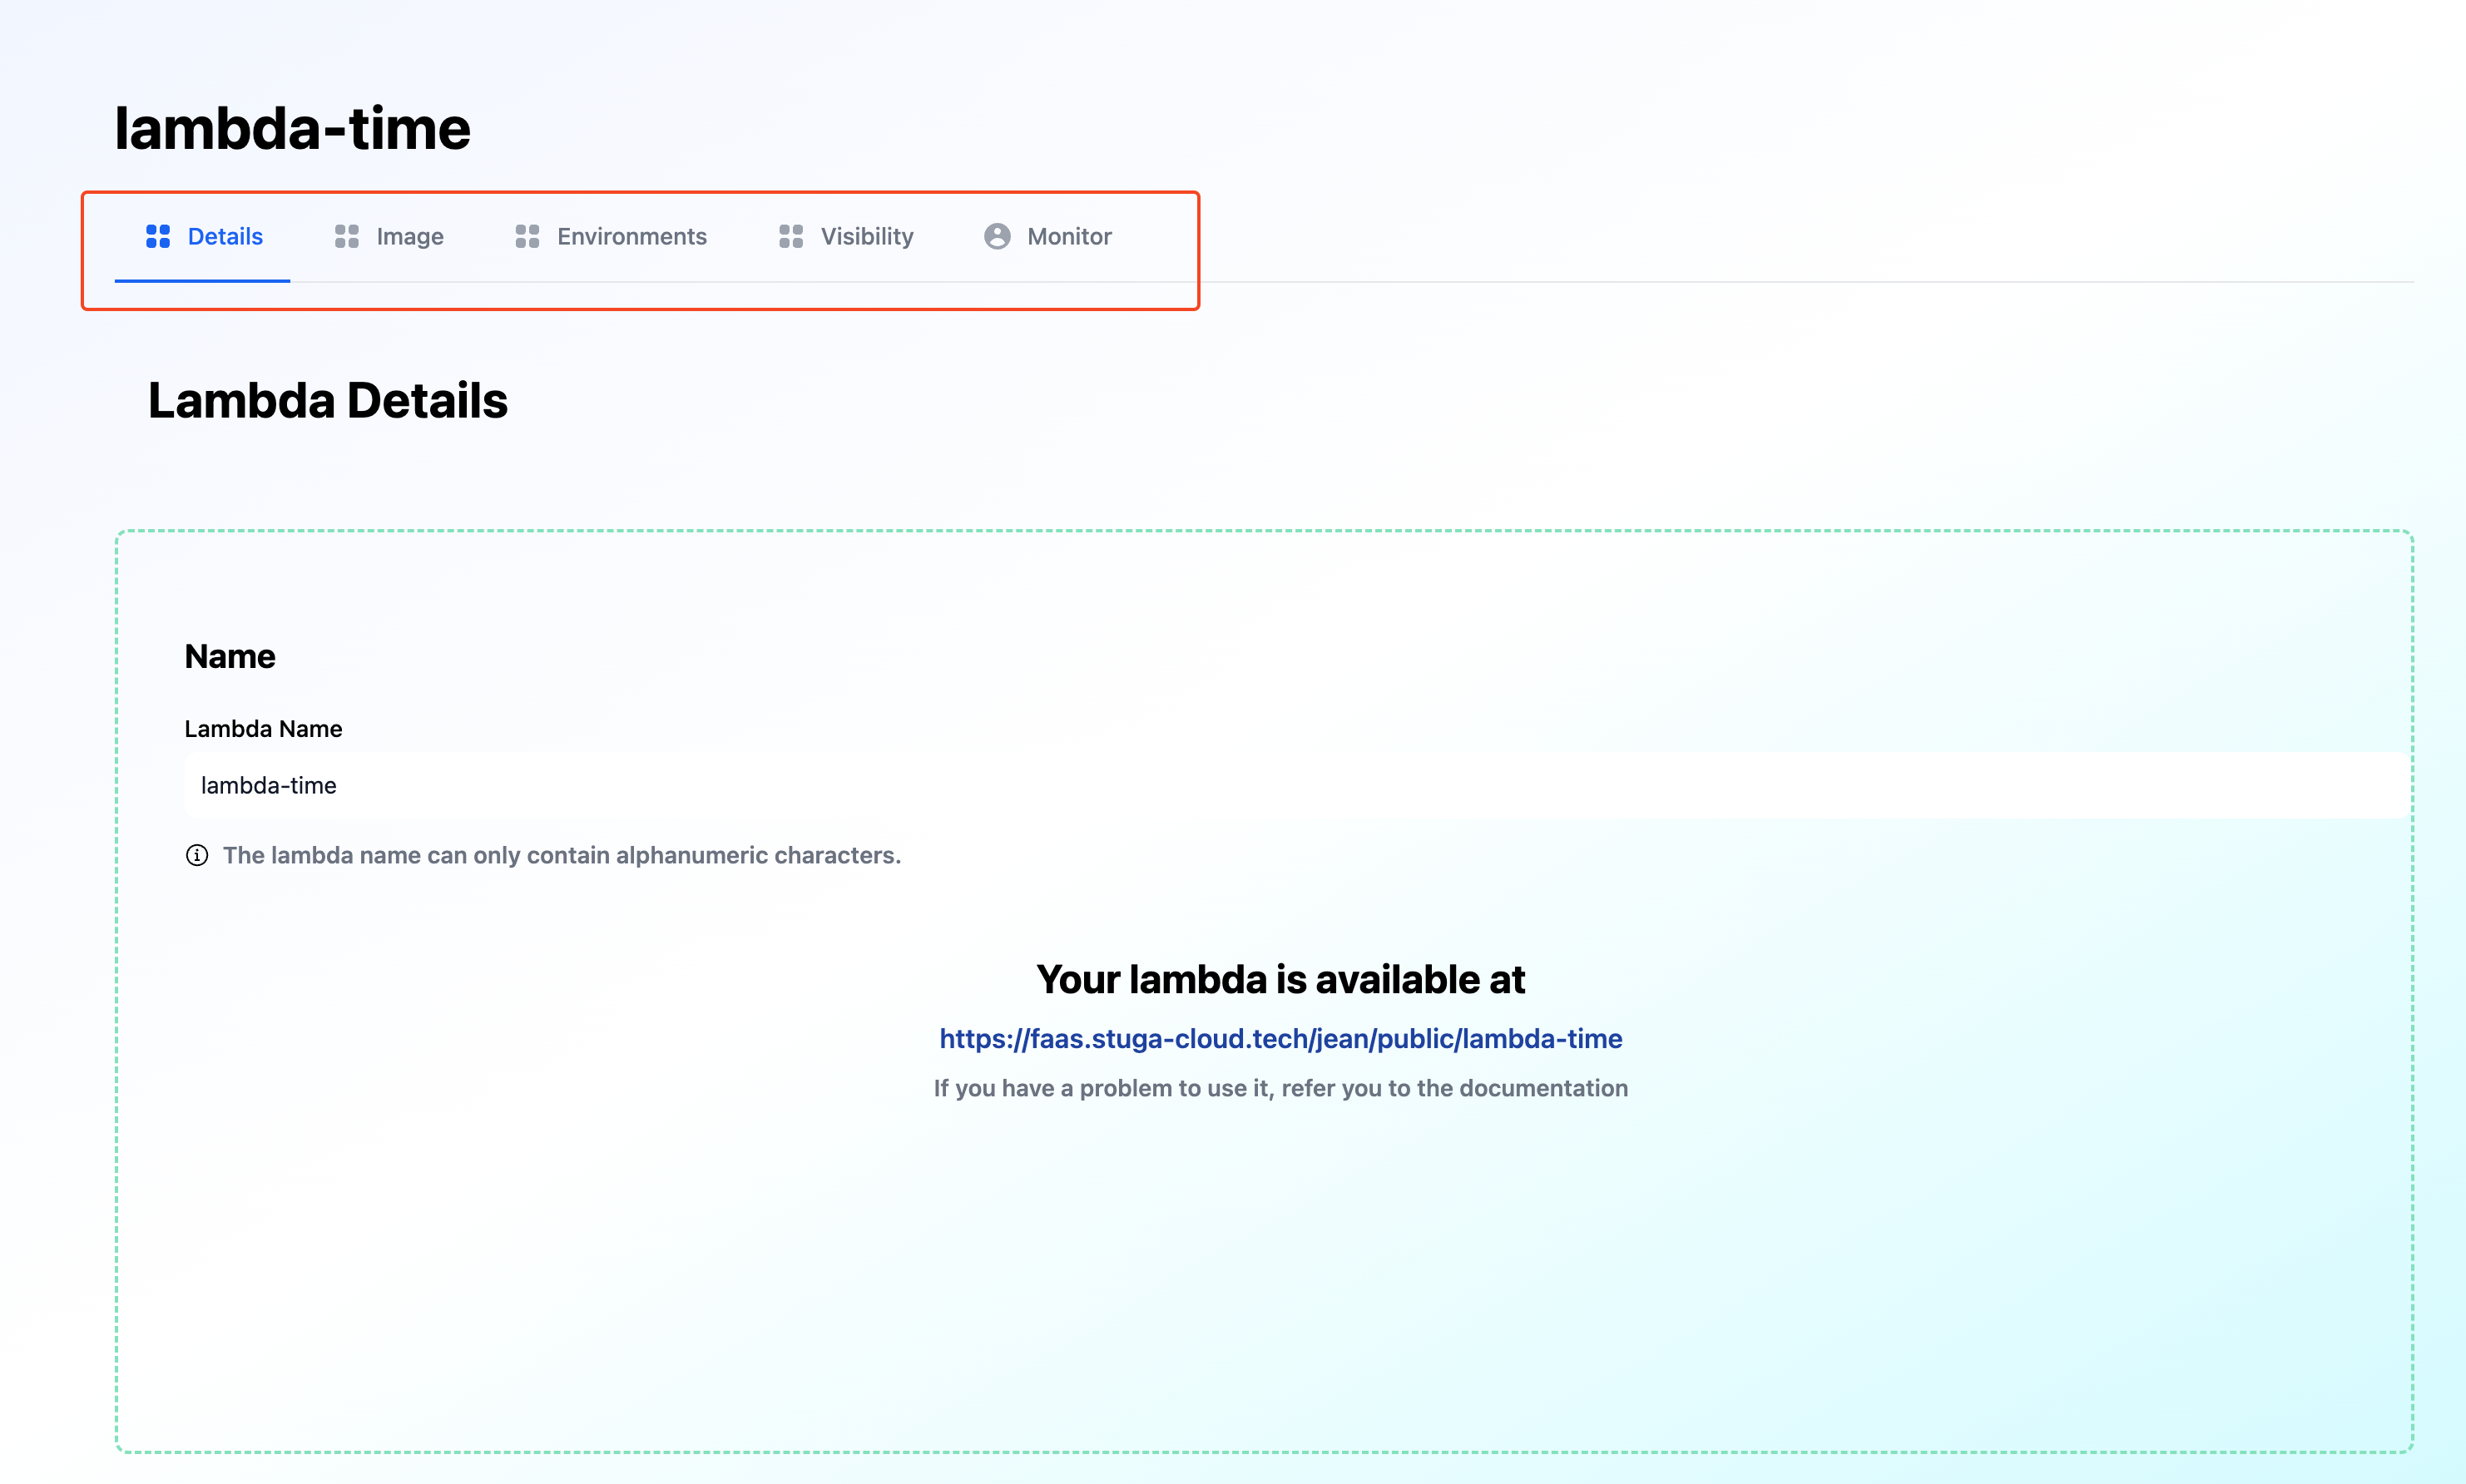 lambda-time
Details Image Environments Visibility Monitor
Lambda Details
Name
Lambda Name
lambda-time
The lambda name can only contain alphanumeric characters.
Your lambda is available at
https://faas.stuga-cloud.tech/jean/public/lambda-time
If you have a problem to use it, refer you to the documentation